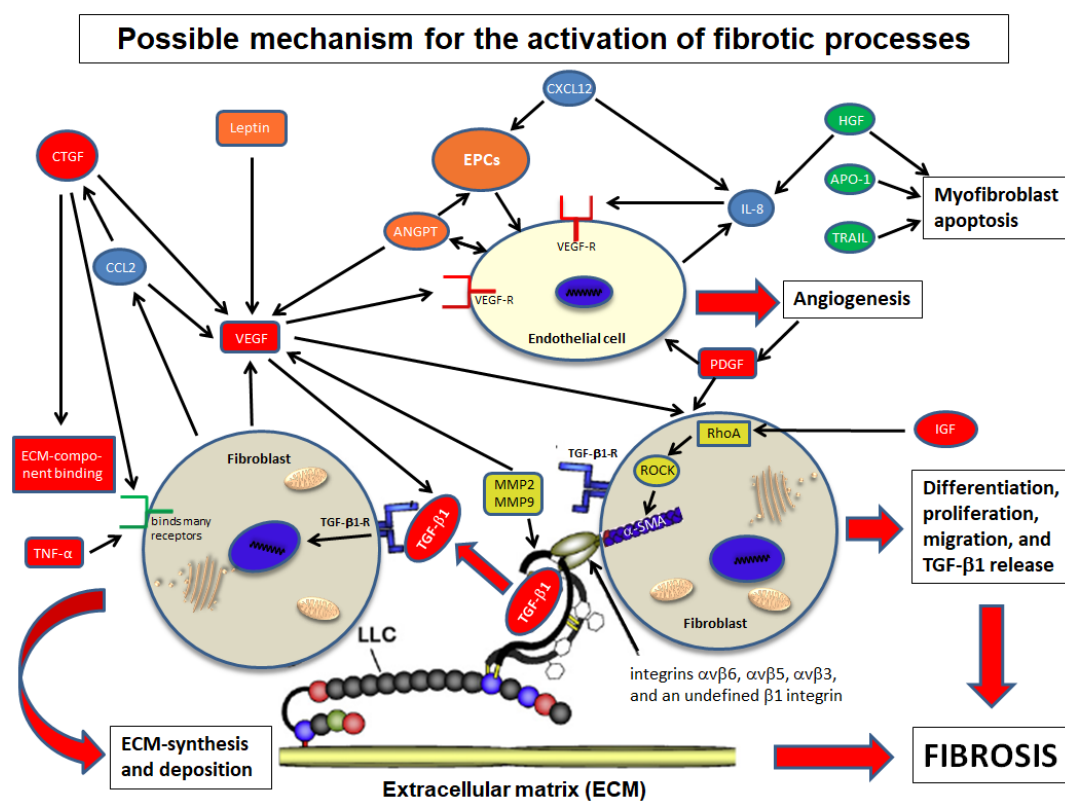 Possible mechanism for the activation of fibrotic processes
CXCL12
Leptin
HGF
CTGF
EPCs
APO-1
Myofibroblast
apoptosis
IL-8
ANGPT
TRAIL
VEGF-R
CCL2
VEGF-R
Angiogenesis
VEGF
Endothelial cell
PDGF
RhoA
IGF
ECM-compo-
nent binding
Fibroblast
TGF-β1-R
ROCK
MMP2
MMP9
Differentiation,
proliferation,
migration, and
TGF-β1 release
binds many
receptors
TGF-β1-R
TGF-β1
α-SMA
TNF-α
TGF-β1
Fibroblast
LLC
integrins αvβ6, αvβ5, αvβ3,
and an undefined β1 integrin
ECM-synthesis
and deposition
FIBROSIS
Extracellular matrix (ECM)